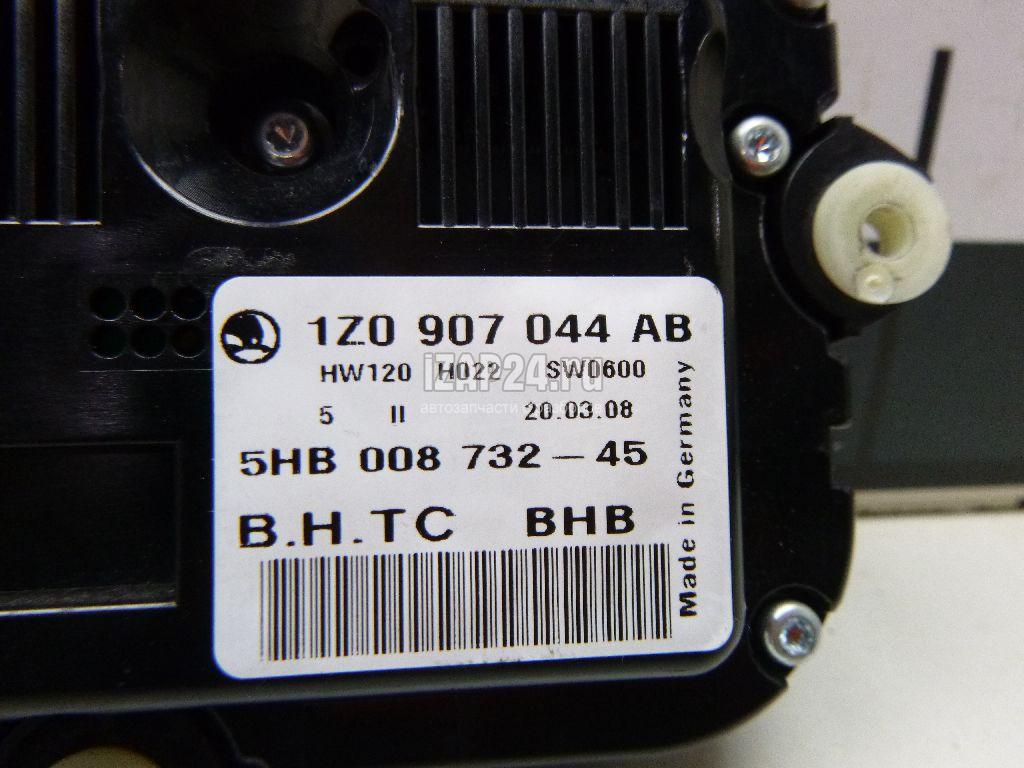 1Z0 907 044 AB
HW120 H022 SW0600
iZAP24.ru
5 II 20.03.08
5HB 008 732-45
B.H.TC BHB
Made in Germany